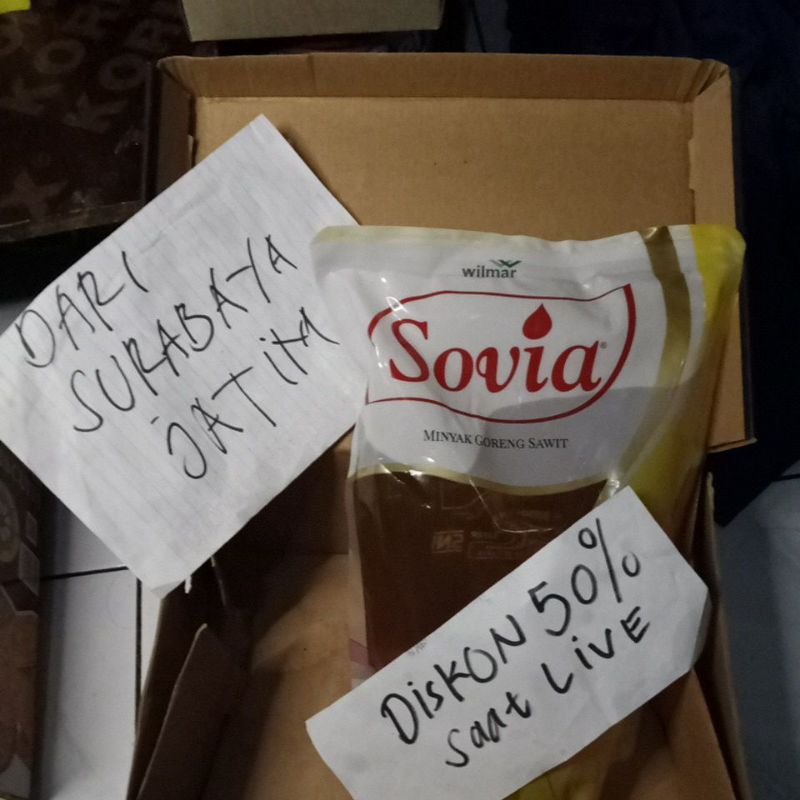 DARI
SURABAYA
JATIM
wilmar
Sovia
MINYAK GORENG SAWIT
DISKON 50%
saat LIVE